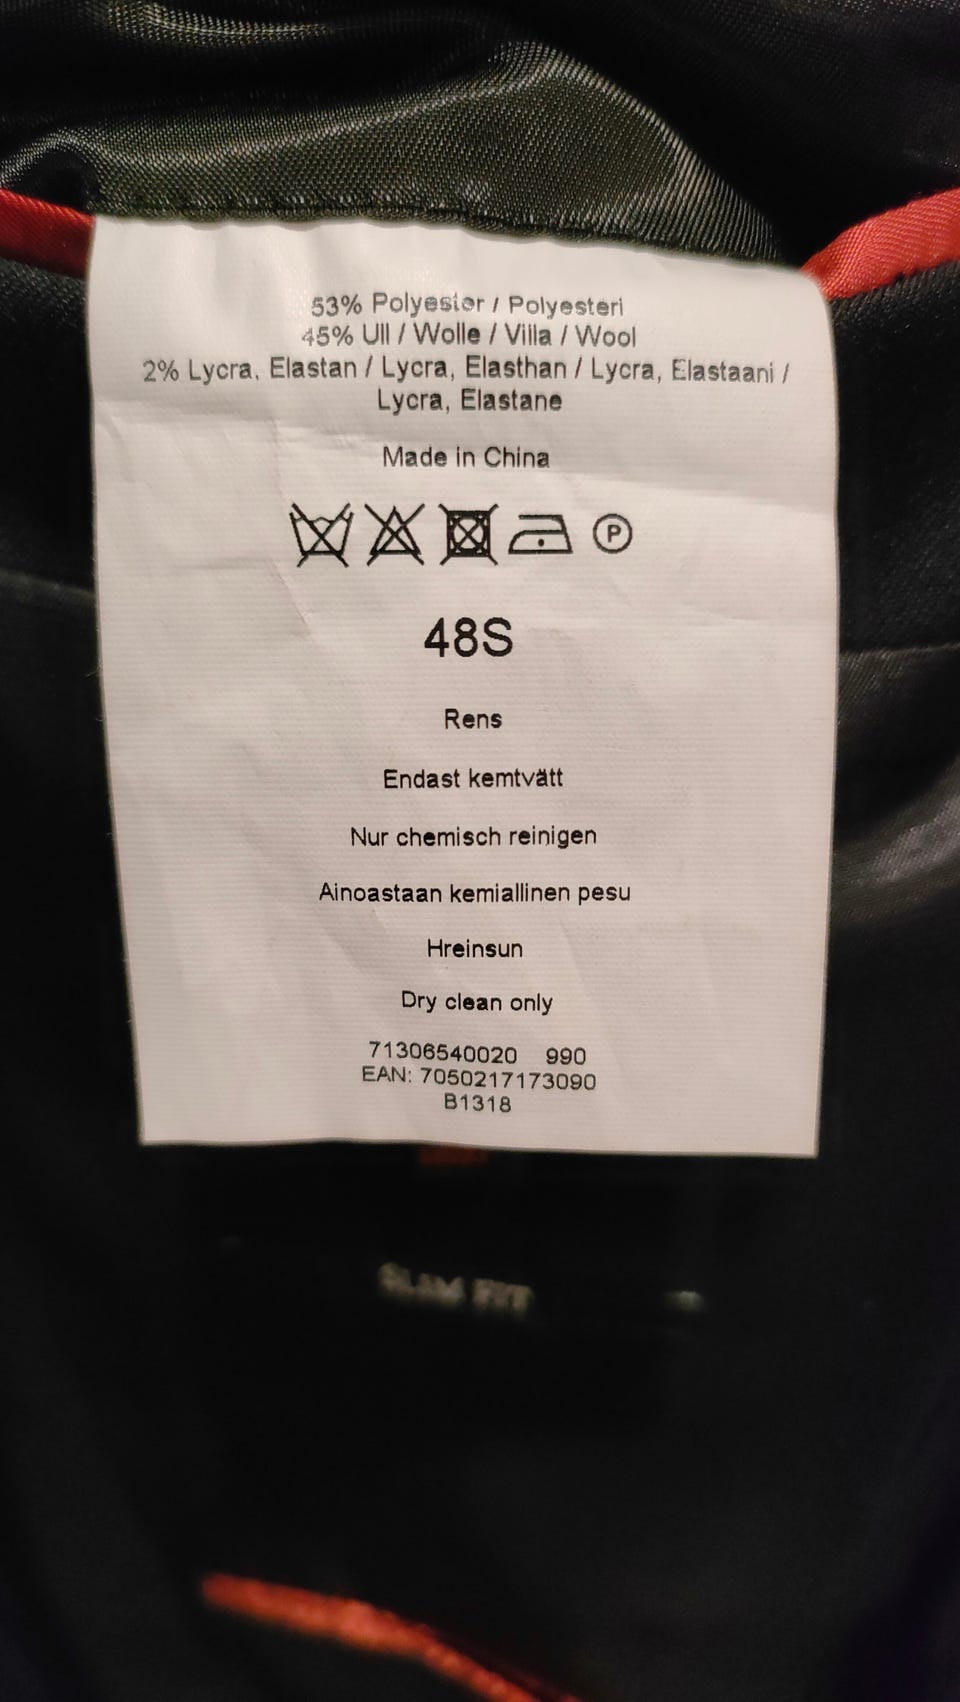 53% Polyester / Polyesteri
45% Ull / Wolle / Villa / Wool
2% Lycra, Elastan / Lycra, Elasthan / Lycra, Elastaani /
Lycra, Elastane
Made in China
P
48S
Rens
Endast kemtvätt
Nur chemisch reinigen
Ainoastaan kemiallinen pesu
Hreinsun
Dry clean only
71306540020 990
EAN: 7050217173090
B1318
SLIM FIT